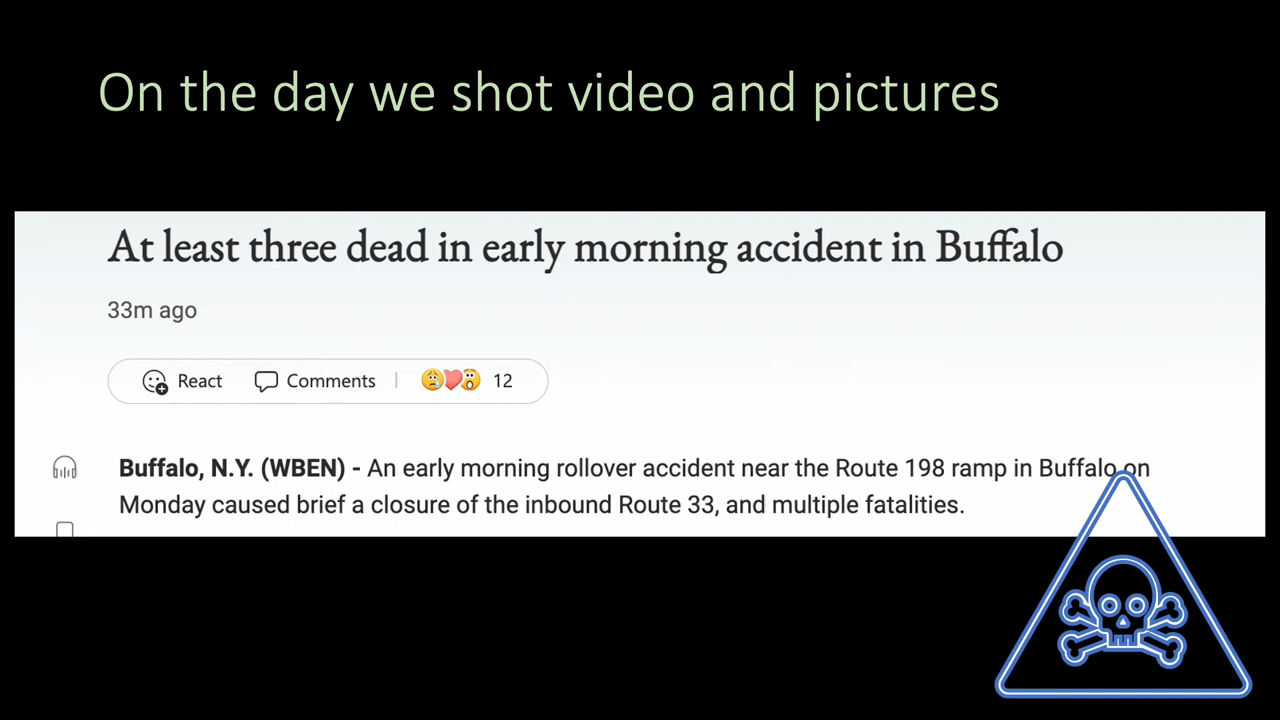 On the day we shot video and pictures
At least three dead in early morning accident in Buffalo
33m ago
React Comments | 12
Buffalo, N.Y. (WBEN) - An early morning rollover accident near the Route 198 ramp in Buffalo on
Monday caused brief a closure of the inbound Route 33, and multiple fatalities.